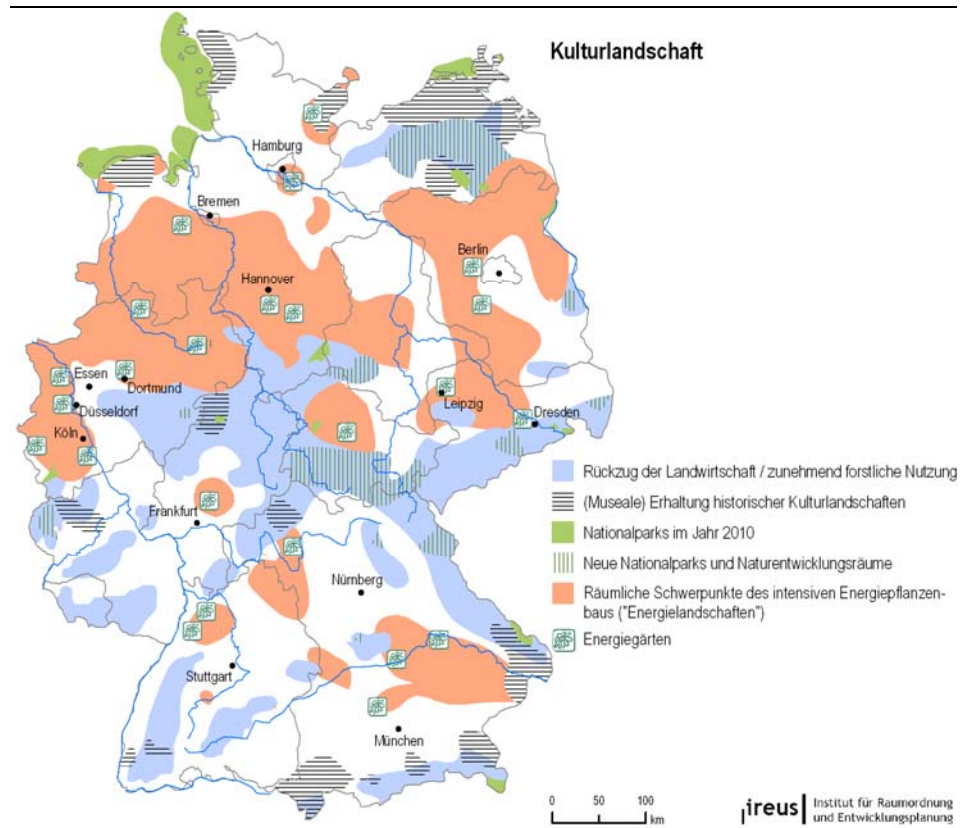 Kulturlandschaft
Hamburg
Bremen
Berlin
Hannover
Essen
Dortmund
Düsseldorf
Leipzig
Dresden
Köln
Frankfurt
Nürnberg
Stuttgart
München
Rückzug der Landwirtschaft / zunehmend forstliche Nutzung
(Museale) Erhaltung historischer Kulturlandschaften
Nationalparks im Jahr 2010
Neue Nationalparks und Naturentwicklungsräume
Räumliche Schwerpunkte des intensiven Energiepflanzen-
baus ("Energielandschaften")
Energiegärten
0 50 100
km
ireus
Institut für Raumordnung
und Entwicklungsplanung